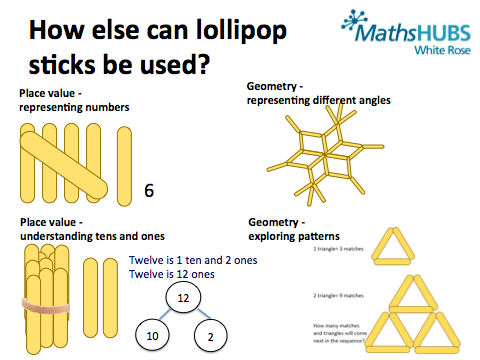 How else can lollipop
sticks be used?
MathsHUBS
White Rose
Place value -
representing numbers
6
Geometry -
representing different angles
Place value -
understanding tens and ones
Twelve is 1 ten and 2 ones
Twelve is 12 ones
12
10
2
Geometry -
exploring patterns
1 triangle= 3 matches
2 triangle= 9 matches
How many matches
and triangles will come
next in the sequence?